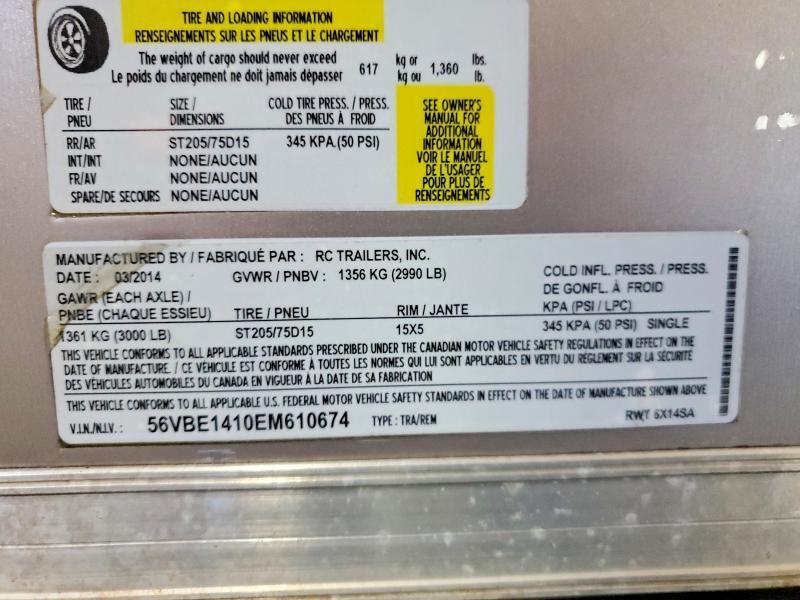 TIRE AND LOADING INFORMATION
RENSEIGNEMENTS SUR LES PNEUS ET LE CHARGEMENT
The weight of cargo should never exceed
Le poids du chargement ne doit jamais dépasser
617 kg or kg ou 1,360 lbs. lb.
TIRE / PNEU SIZE / DIMENSIONS COLD TIRE PRESS. / PRESS. DES PNEUS À FROID
RR/AR ST205/75D15 345 KPA.(50 PSI)
INT/INT NONE/AUCUN
FR/AV NONE/AUCUN
SPARE/DE SECOURS NONE/AUCUN
SEE OWNER'S
MANUAL FOR
ADDITIONAL
INFORMATION
VOIR LE MANUEL
DE L'USAGER
POUR PLUS DE
RENSEIGNEMENTS
MANUFACTURED BY / FABRIQUÉ PAR : RC TRAILERS, INC.
DATE : 03/2014 GVWR / PNBV : 1356 KG (2990 LB)
COLD INFL. PRESS. / PRESS.
DE GONFL. À FROID
KPA (PSI / LPC)
GAWR (EACH AXLE) /
PNBE (CHAQUE ESSIEU) TIRE / PNEU RIM / JANTE
1361 KG (3000 LB) ST205/75D15 15X5 345 KPA (50 PSI) SINGLE
THIS VEHICLE CONFORMS TO ALL APPLICABLE STANDARDS PRESCRIBED UNDER THE CANADIAN MOTOR VEHICLE SAFETY REGULATIONS IN EFFECT ON THE
DATE OF MANUFACTURE. / CE VÉHICULE EST CONFORME À TOUTES LES NORMES QUI LUI SONT APPLICABLES EN VERTU DU RÈGLEMENT SUR LA SÉCURITÉ
DES VÉHICULES AUTOMOBILES DU CANADA EN VIGUEUR À LA DATE DE SA FABRICATION
THIS VEHICLE CONFORMS TO ALL APPLICABLE U.S. FEDERAL MOTOR VEHICLE SAFETY STANDARDS IN EFFECT ON THE DATE OF MANUFACTURE SHOWN ABOVE
V.I.N./N.I.V. : 56VBE1410EM610674 TYPE : TRA/REM RWT 6X14SA